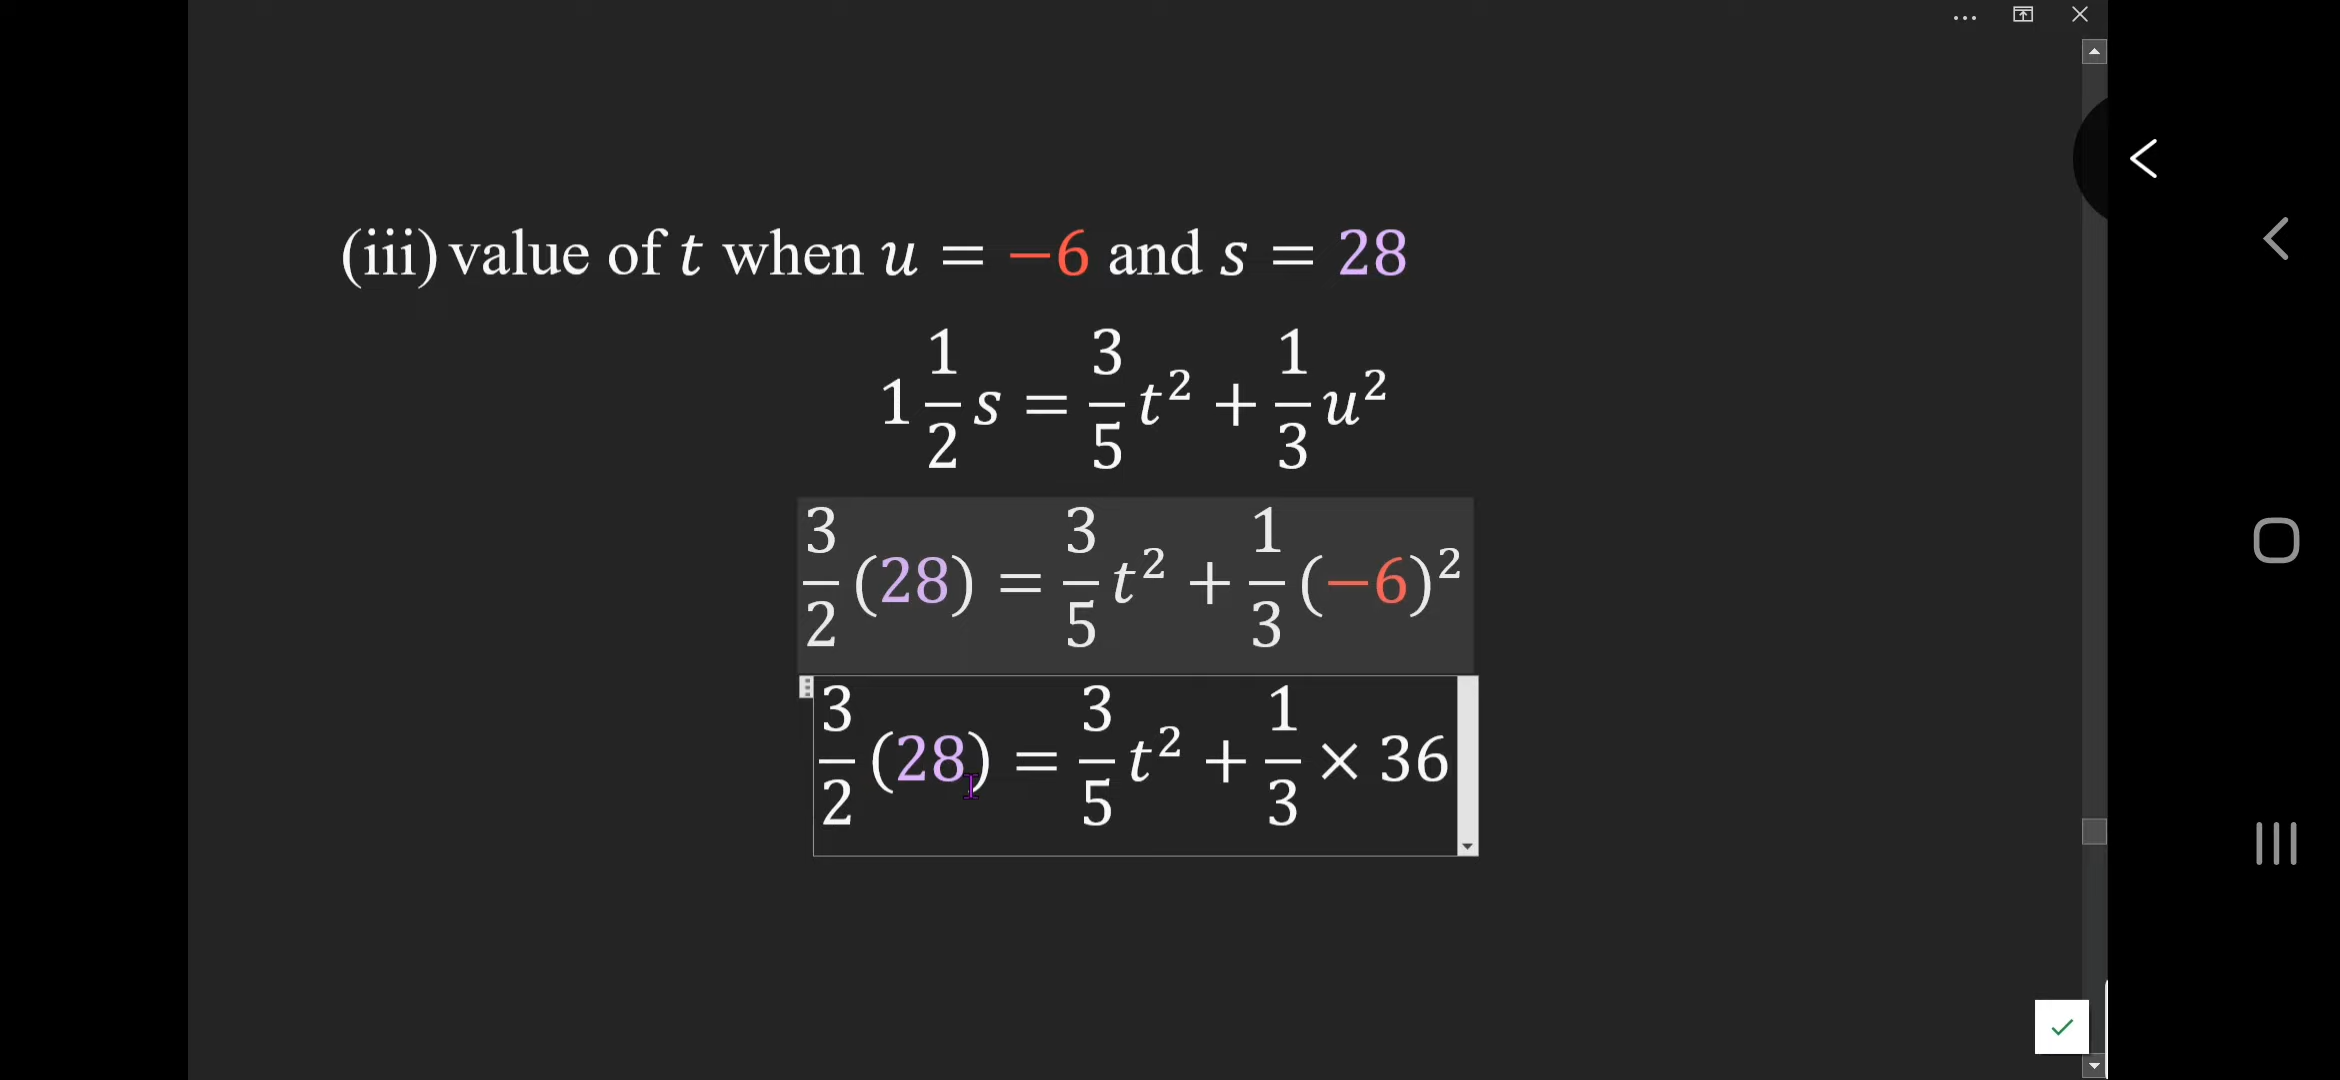 (iii) value of t when u = −6 and s = 28
1 1/2 s = 3/5 t² + 1/3 u²
3/2 (28) = 3/5 t² + 1/3 (−6)²
3/2 (28) = 3/5 t² + 1/3 × 36